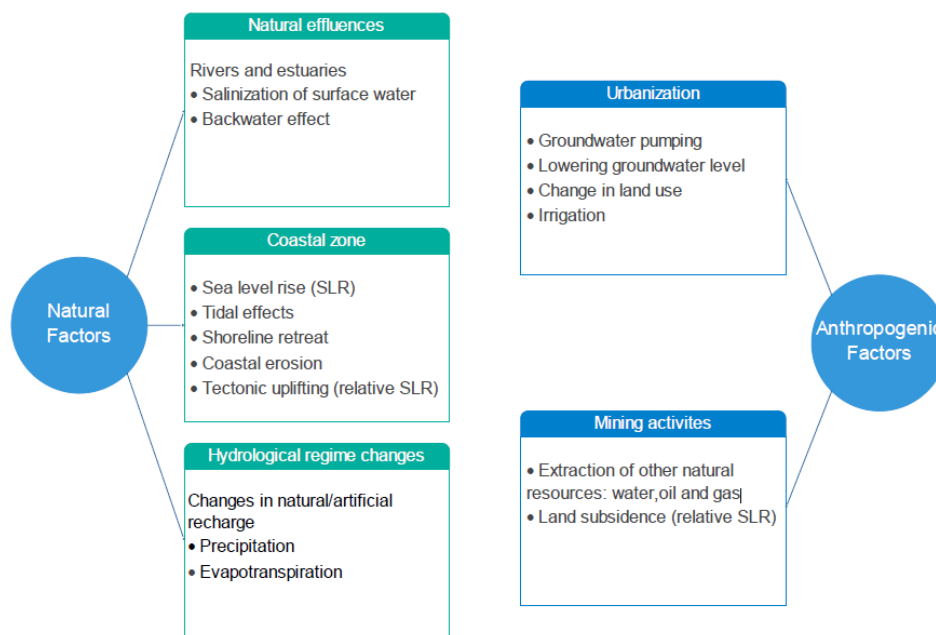 Natural effluences
Rivers and estuaries
• Salinization of surface water
• Backwater effect
Coastal zone
• Sea level rise (SLR)
• Tidal effects
• Shoreline retreat
• Coastal erosion
• Tectonic uplifting (relative SLR)
Hydrological regime changes
Changes in natural/artificial
recharge
• Precipitation
• Evapotranspiration
Natural
Factors
Urbanization
• Groundwater pumping
• Lowering groundwater level
• Change in land use
• Irrigation
Mining activites
• Extraction of other natural
resources: water,oil and gas
• Land subsidence (relative SLR)
Anthropogenic
Factors